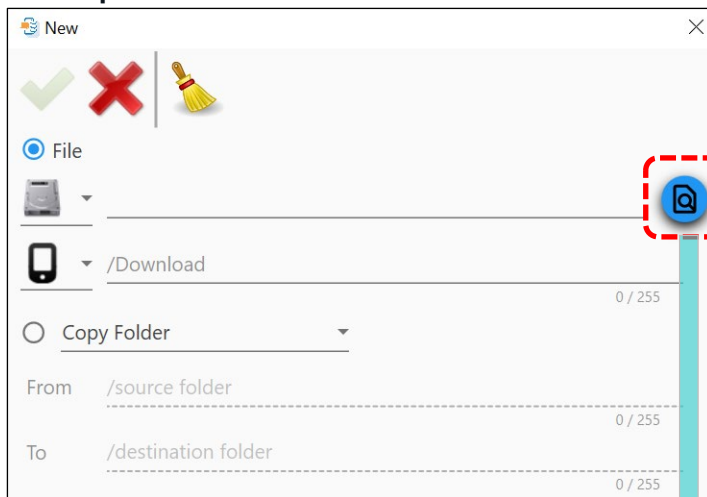 New
File
/Download
0 / 255
Copy Folder
From /source folder
0 / 255
To /destination folder
0 / 255